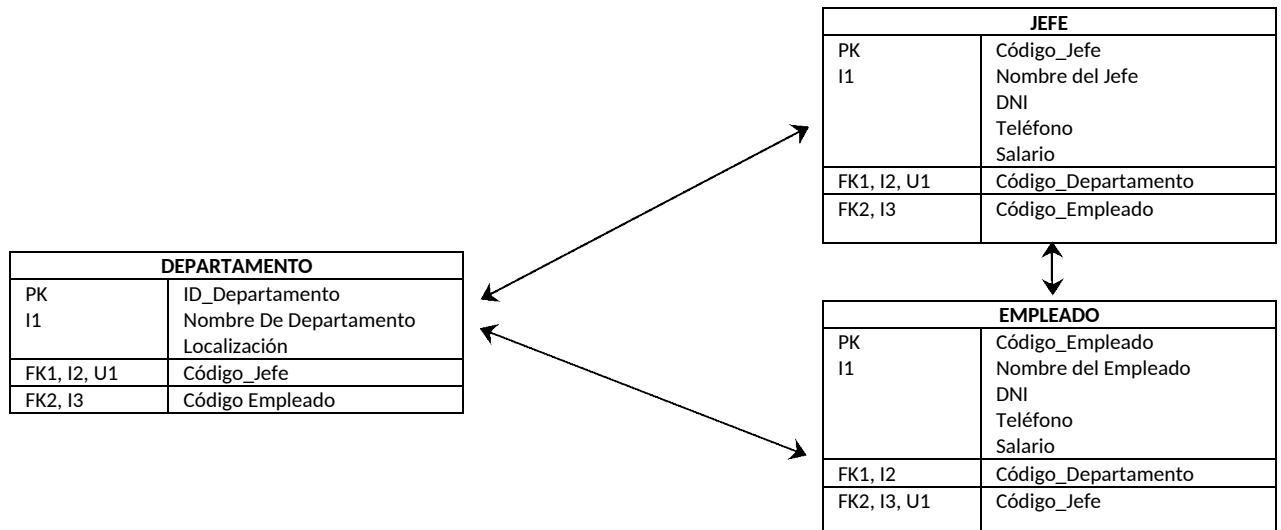 JEFE
PK Código_Jefe
I1 Nombre del Jefe
DNI
Teléfono
Salario
FK1, I2, U1 Código_Departamento
FK2, I3 Código_Empleado
DEPARTAMENTO
PK ID_Departamento
I1 Nombre De Departamento
Localización
FK1, I2, U1 Código_Jefe
FK2, I3 Código Empleado
EMPLEADO
PK Código_Empleado
I1 Nombre del Empleado
DNI
Teléfono
Salario
FK1, I2 Código_Departamento
FK2, I3, U1 Código_Jefe